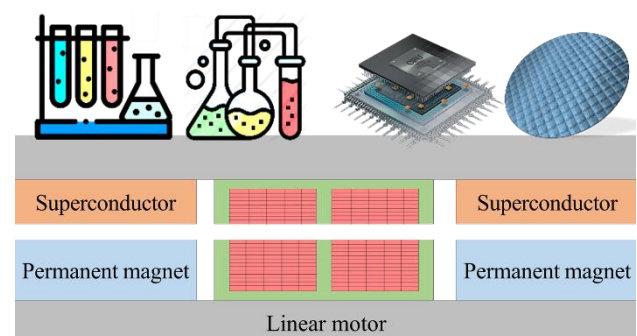 Superconductor
Superconductor
Permanent magnet
Permanent magnet
Linear motor